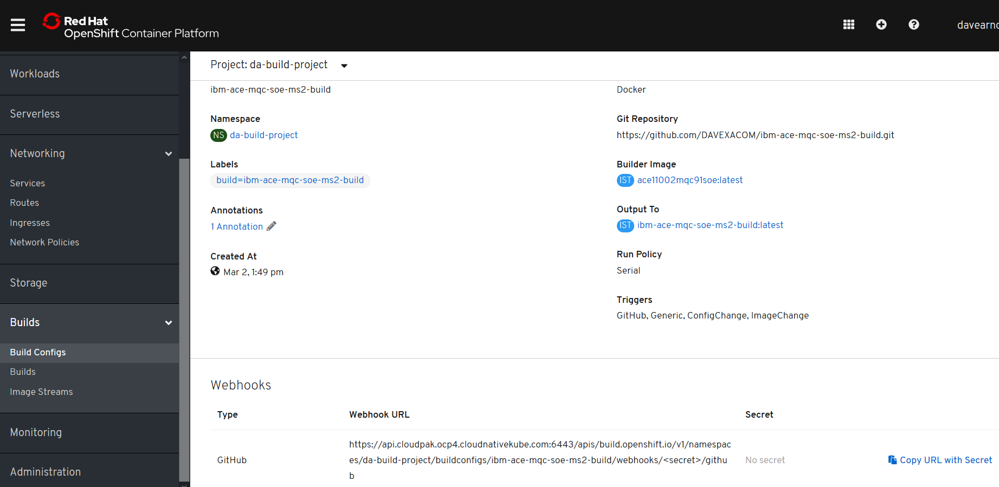 Red Hat
OpenShift Container Platform
Workloads
Serverless
Networking
Services
Routes
Ingresses
Network Policies
Storage
Builds
Build Configs
Builds
Image Streams
Monitoring
Administration
Project: da-build-project
ibm-ace-mqc-soe-ms2-build
Namespace
NS da-build-project
Labels
build=ibm-ace-mqc-soe-ms2-build
Annotations
1 Annotation
Created At
Mar 2, 1:49 pm
Docker
Git Repository
https://github.com/DAVEXACOM/ibm-ace-mqc-soe-ms2-build.git
Builder Image
IST ace11002mqc91soe:latest
Output To
IST ibm-ace-mqc-soe-ms2-build:latest
Run Policy
Serial
Triggers
GitHub, Generic, ConfigChange, ImageChange
Webhooks
Type Webhook URL Secret
GitHub
https://api.cloudpak.ocp4.cloudnativekube.com:6443/apis/build.openshift.io/v1/namespac
es/da-build-project/buildconfigs/ibm-ace-mqc-soe-ms2-build/webhooks/<secret>/githu
b
No secret
Copy URL with Secret